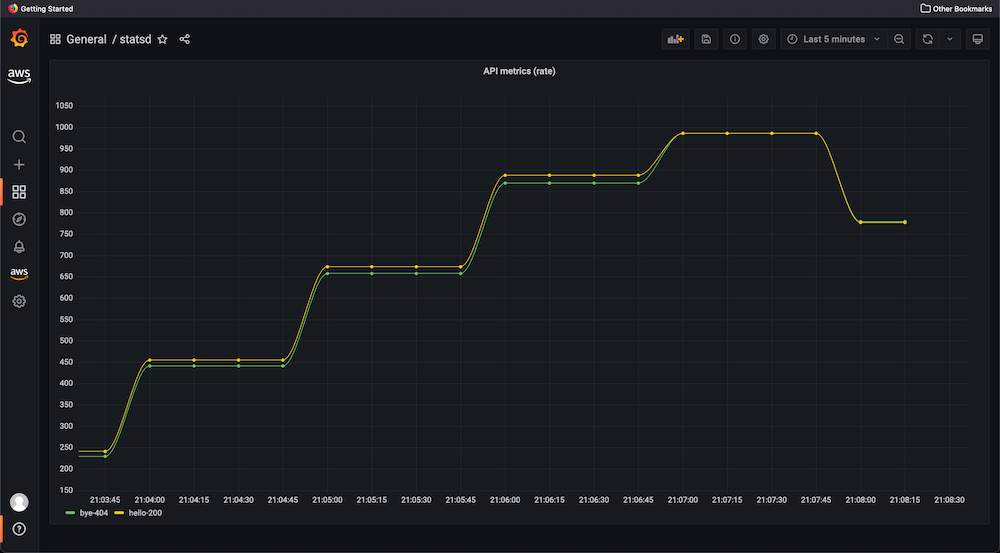 Getting Started
Other Bookmarks
General / statsd
Last 5 minutes
aws
API metrics (rate)
1050
1000
950
900
850
800
750
700
650
600
550
500
450
400
350
300
250
200
150
aws
21:03:45 21:04:00 21:04:15 21:04:30 21:04:45 21:05:00 21:05:15 21:05:30 21:05:45 21:06:00 21:06:15 21:06:30 21:06:45 21:07:00 21:07:15 21:07:30 21:07:45 21:08:00 21:08:15 21:08:30
bye-404 hello-200